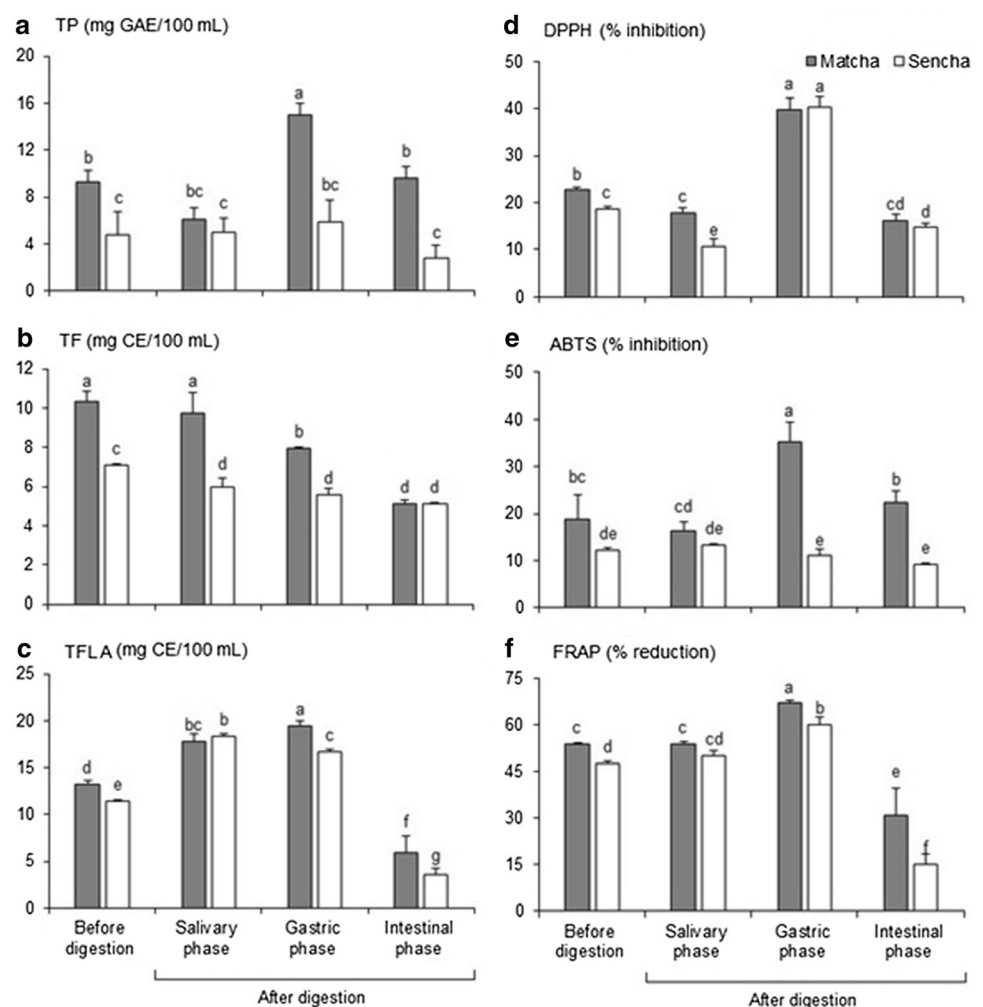 a
TP (mg GAE/100 mL)
20
16
12
8
4
0
b
c
bc
c
a
bc
b
c
b
TF (mg CE/100 mL)
12
10
8
6
4
2
0
a
c
a
d
b
d
d
d
c
TFLA (mg CE/100 mL)
25
20
15
10
5
0
d
e
bc
b
a
c
f
g
Before digestion
Salivary phase
Gastric phase
Intestinal phase
After digestion
d
DPPH (% inhibition)
Matcha
Sencha
50
40
30
20
10
0
b
c
c
e
a
a
cd
d
e
ABTS (% inhibition)
50
40
30
20
10
0
bc
de
cd
de
a
e
b
e
f
FRAP (% reduction)
75
60
45
30
15
0
c
d
c
cd
a
b
e
f
Before digestion
Salivary phase
Gastric phase
Intestinal phase
After digestion